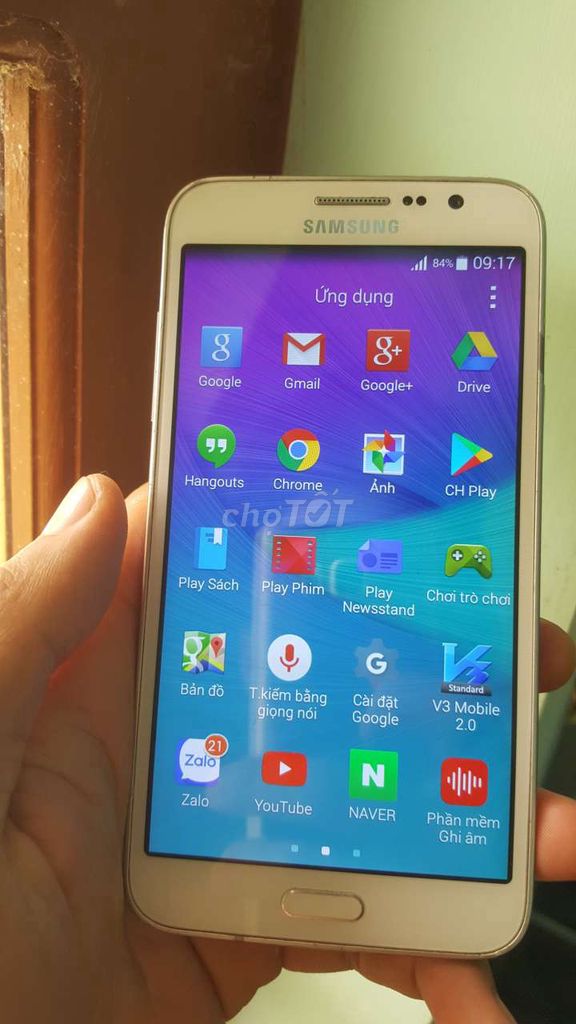 SAMSUNG
84% 09:17
Ứng dụng
Google Gmail Google+ Drive
Hangouts Chrome Ảnh CH Play
chợTỐT
Play Sách Play Phim Play Newsstand Chơi trò chơi
Bản đồ T.kiếm bằng giọng nói Cài đặt Google V3 Mobile 2.0
Standard
21
Zalo
Zalo YouTube NAVER Phần mềm Ghi âm